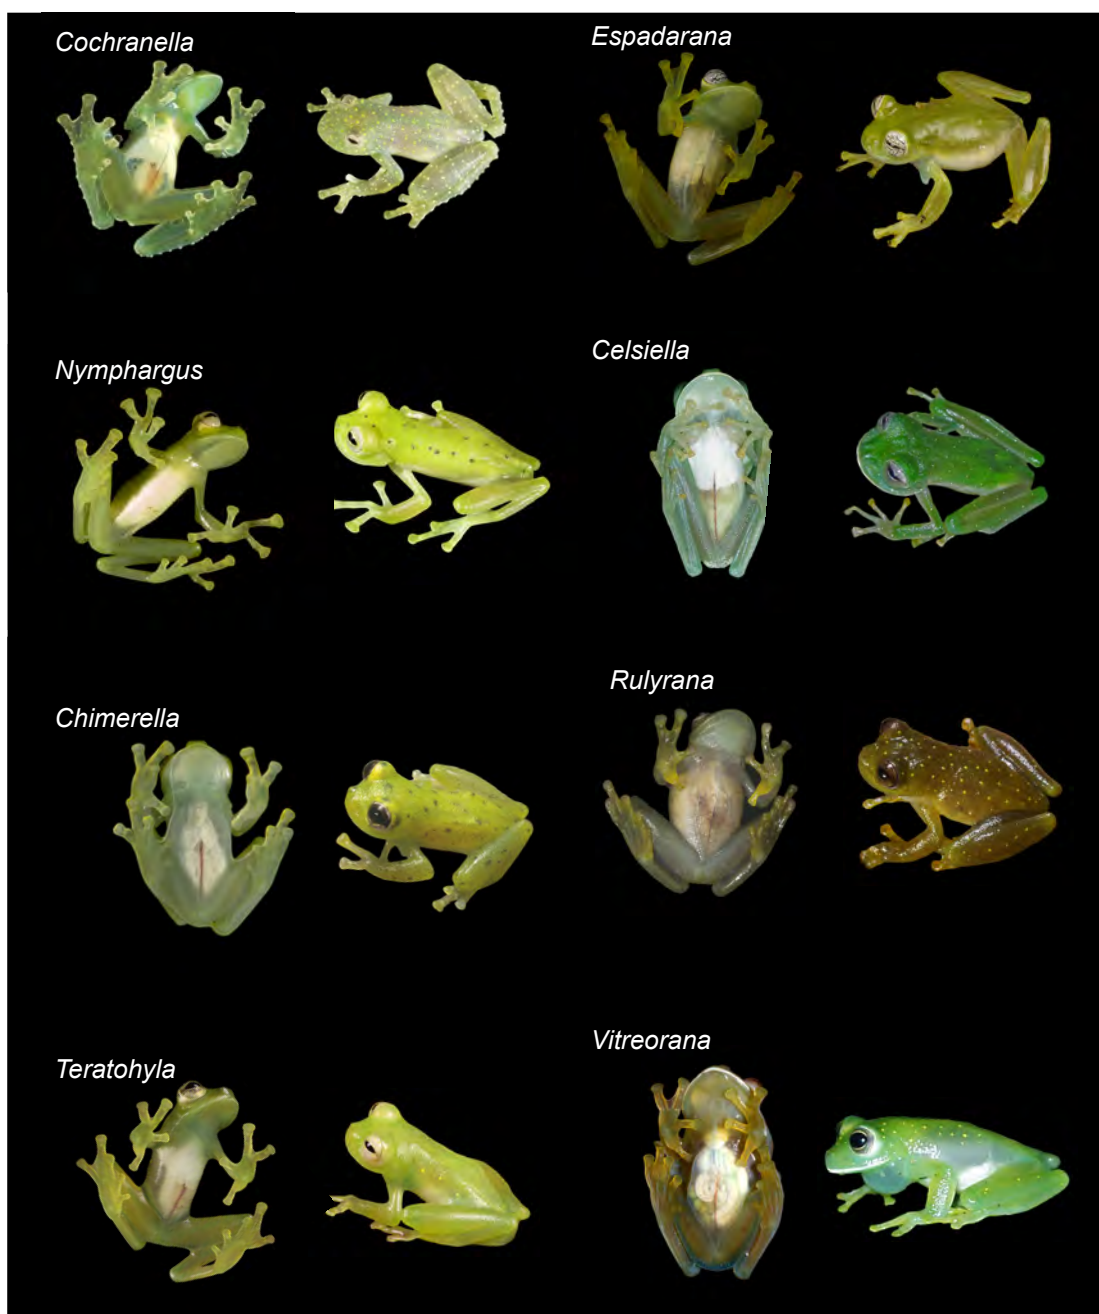 Cochranella
Espadarana
Nymphargus
Celsiella
Chimerella
Rulyrana
Teratohyla
Vitreorana